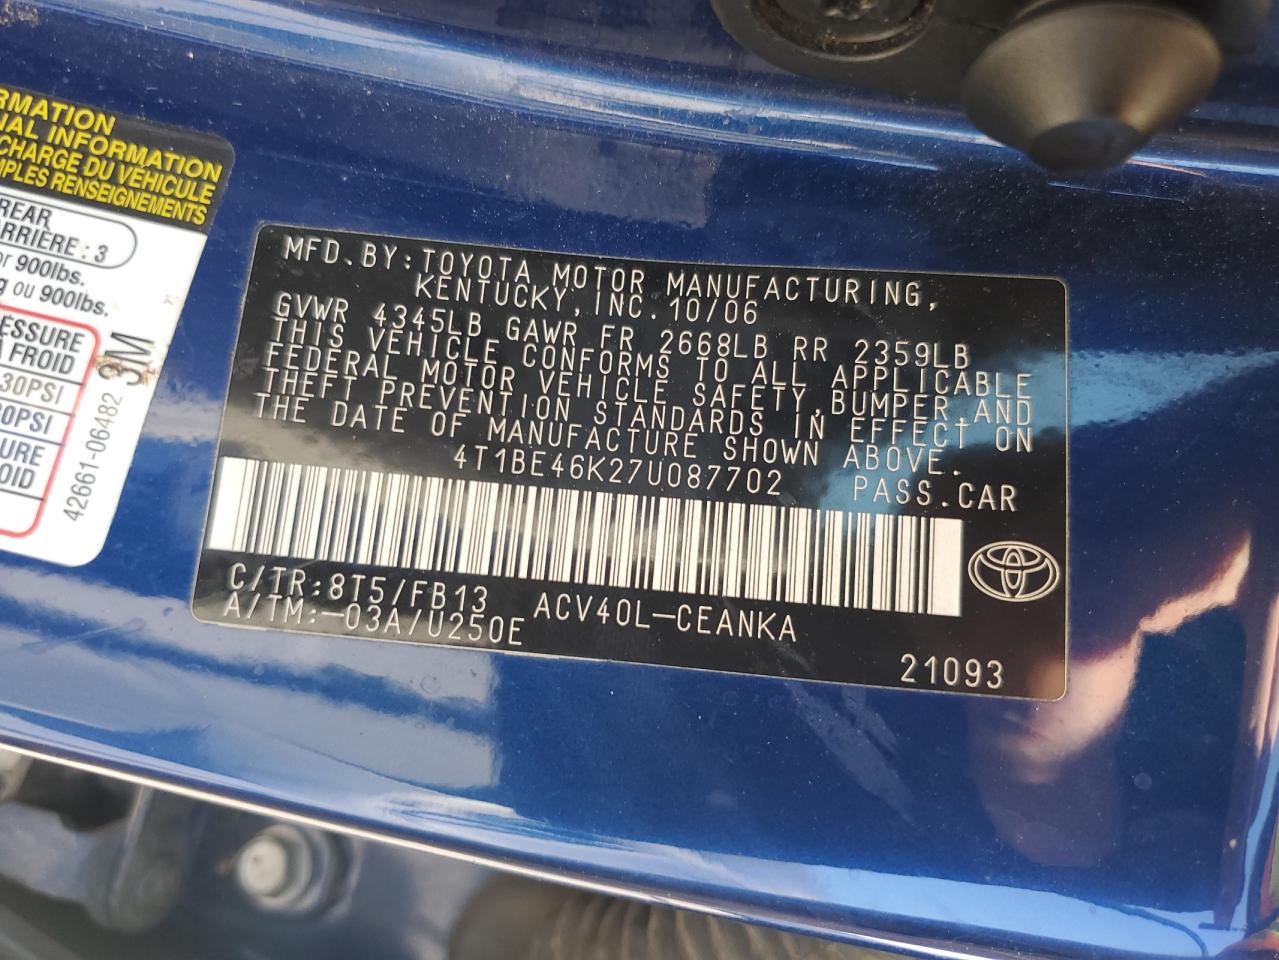 RMATION
NAL INFORMATION
CHARGE DU VÉHICULE
MPLES RENSEIGNEMENTS
REAR
ARRIÈRE : 3
or 900lbs.
ou 900lbs.
ESSURE
FROID
30PSI
0PSI
URE
OID
42661-06482
3M
MFD. BY: TOYOTA MOTOR MANUFACTURING,
KENTUCKY, INC. 10/06
GVWR 4345LB GAWR FR 2668LB RR 2359LB
THIS VEHICLE CONFORMS TO ALL APPLICABLE
FEDERAL MOTOR VEHICLE SAFETY, BUMPER, AND
THEFT PREVENTION STANDARDS IN EFFECT ON
THE DATE OF MANUFACTURE SHOWN ABOVE.
4T1BE46K27U087702 PASS.CAR
C/TR:8T5/FB13 ACV40L-CEANKA
A/TM:-03A/U250E
21093